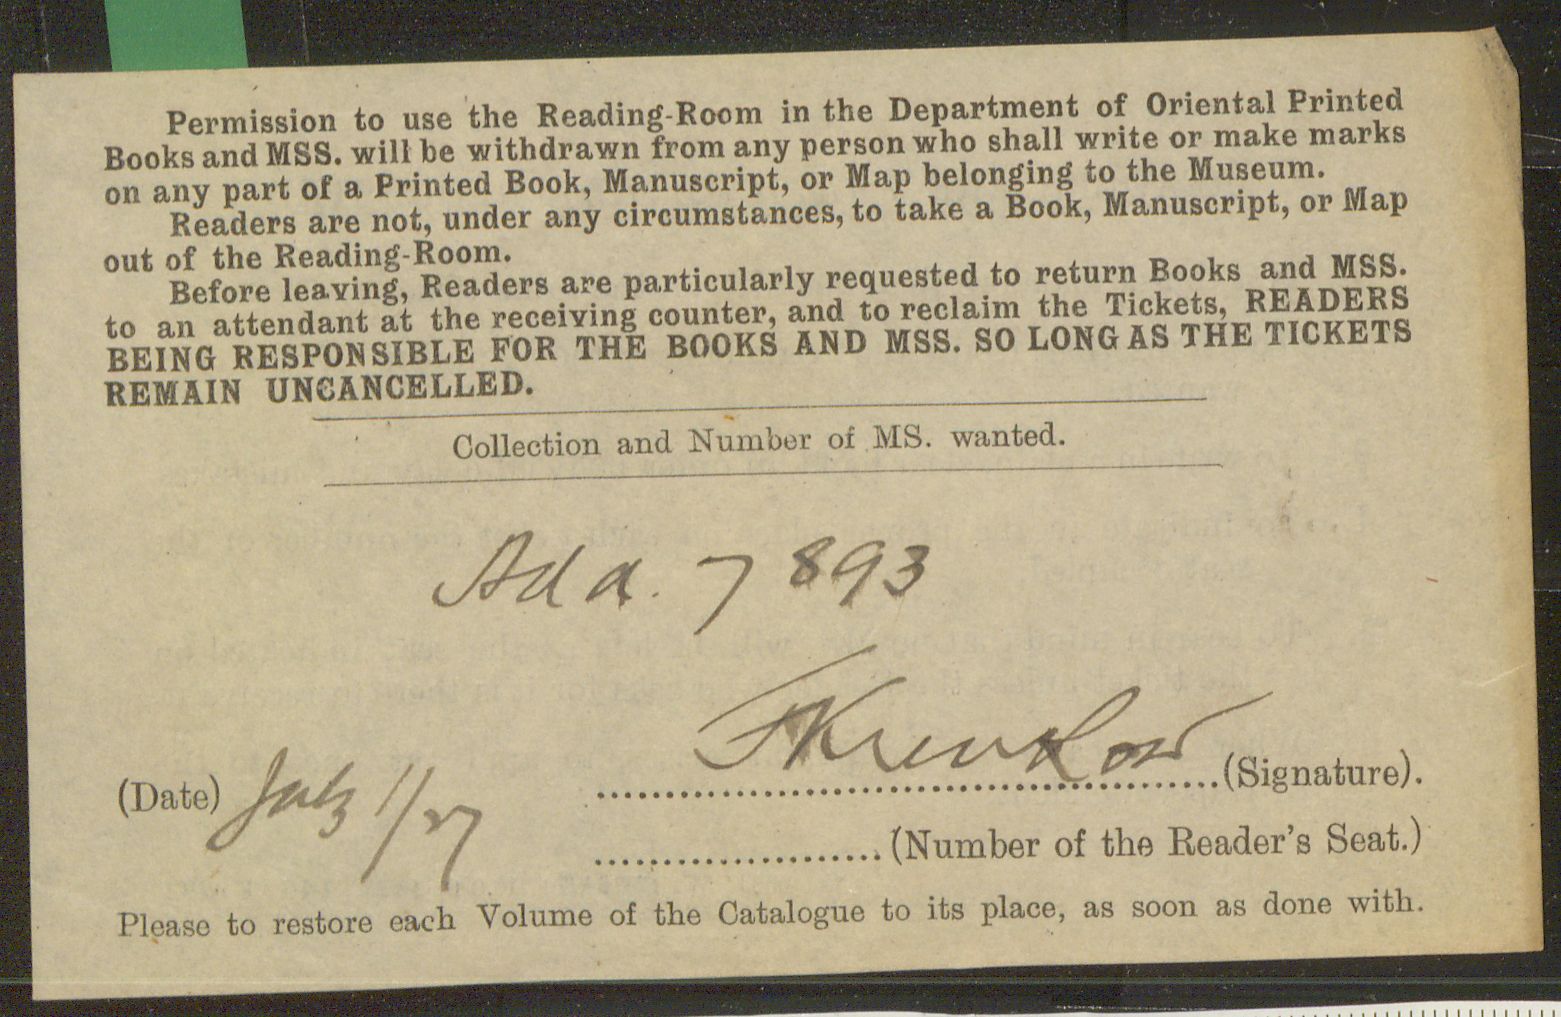 Permission to use the Reading-Room in the Department of Oriental Printed
Books and MSS. will be withdrawn from any person who shall write or make marks
on any part of a Printed Book, Manuscript, or Map belonging to the Museum.
Readers are not, under any circumstances, to take a Book, Manuscript, or Map
out of the Reading-Room.
Before leaving, Readers are particularly requested to return Books and MSS.
to an attendant at the receiving counter, and to reclaim the Tickets, READERS
BEING RESPONSIBLE FOR THE BOOKS AND MSS. SO LONG AS THE TICKETS
REMAIN UNCANCELLED.
Collection and Number of MS. wanted.
Add. 7893
FKrenkow (Signature).
(Date) July 1/27
(Number of the Reader's Seat.)
Please to restore each Volume of the Catalogue to its place, as soon as done with.